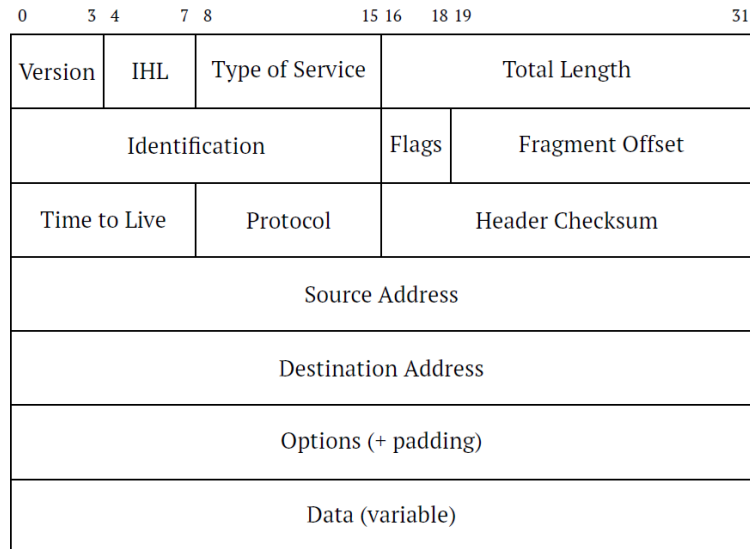 0 3 4 7 8 15 16 18 19 31
Version IHL Type of Service Total Length
Identification Flags Fragment Offset
Time to Live Protocol Header Checksum
Source Address
Destination Address
Options (+ padding)
Data (variable)